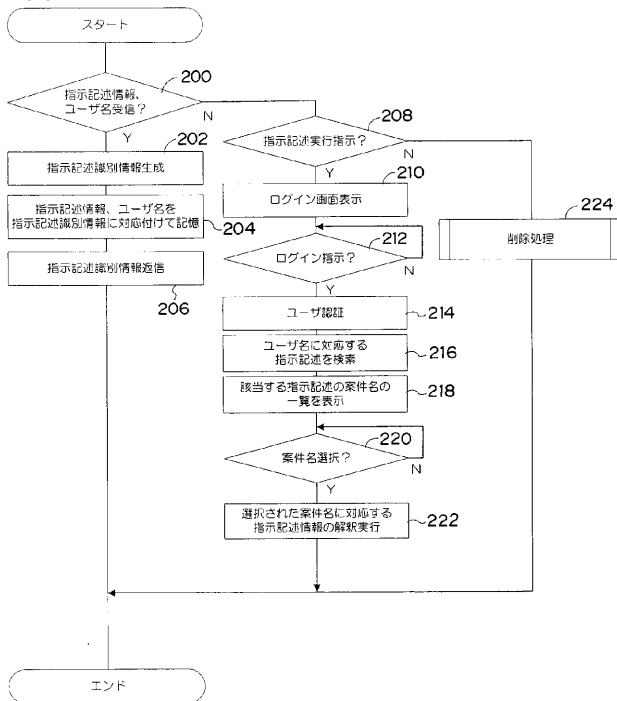 スタート
指示記述情報、
ユーザ名受信？
200
Y
N
202
指示記述識別情報生成
指示記述情報、ユーザ名を
指示記述識別情報に対応付けて記憶
204
指示記述識別情報返信
206
208
指示記述実行指示？
Y
N
210
ログイン画面表示
212
ログイン指示？
N
Y
ユーザ認証
214
ユーザ名に対応する
指示記述を検索
216
該当する指示記述の案件名の
一覧を表示
218
220
案件名選択？
N
Y
選択された案件名に対応する
指示記述情報の解釈実行
222
224
削除処理
エンド